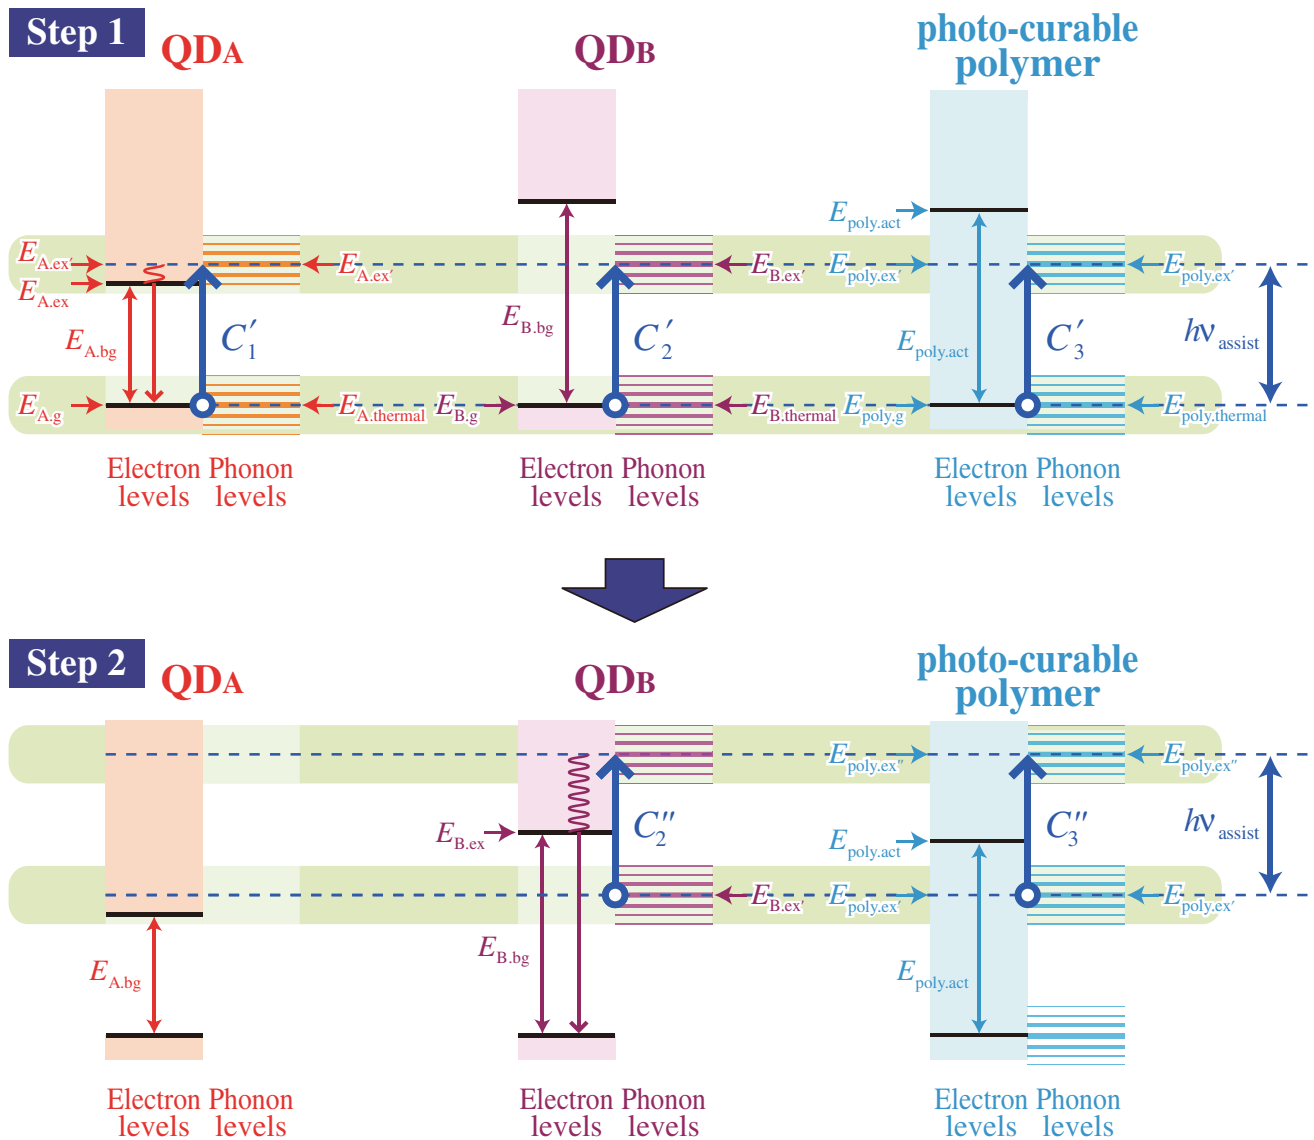 Step 1
QDA
QDB
photo-curable
polymer
E poly.act
E A.ex′
E A.ex′
E B.ex′
E poly.ex′
E poly.ex′
E A.ex
E B.bg
E A.bg
C′1
C′2
E poly.act
C′3
hν assist
E A.g
E A.thermal
E B.g
E B.thermal
E poly.g
E poly.thermal
Electron Phonon
levels levels
Electron Phonon
levels levels
Electron Phonon
levels levels
Step 2
QDA
QDB
photo-curable
polymer
E poly.ex″
E poly.ex″
E B.ex
C″2
E poly.act
C″3
hν assist
E B.ex′
E poly.ex′
E poly.ex′
E A.bg
E B.bg
E poly.act
Electron Phonon
levels levels
Electron Phonon
levels levels
Electron Phonon
levels levels